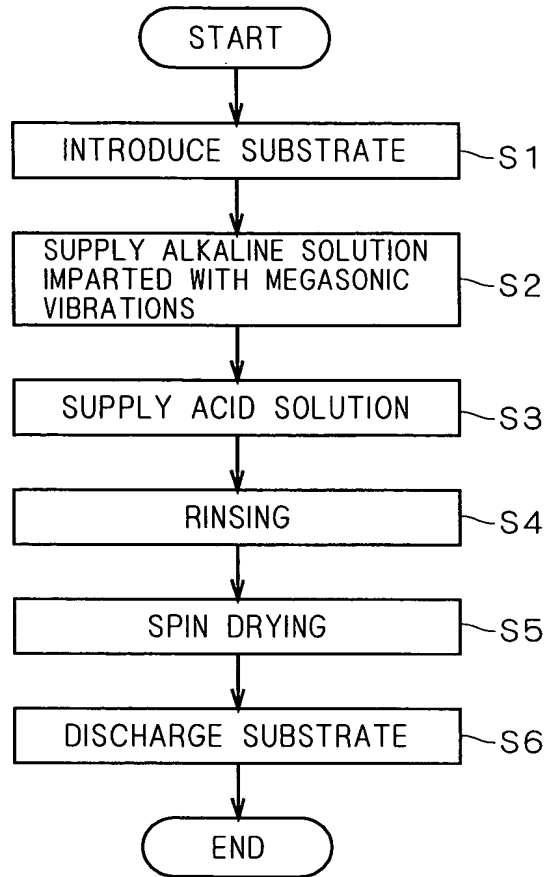 START
INTRODUCE SUBSTRATE S1
SUPPLY ALKALINE SOLUTION
IMPARTED WITH MEGASONIC S2
VIBRATIONS
SUPPLY ACID SOLUTION S3
RINSING S4
SPIN DRYING S5
DISCHARGE SUBSTRATE S6
END